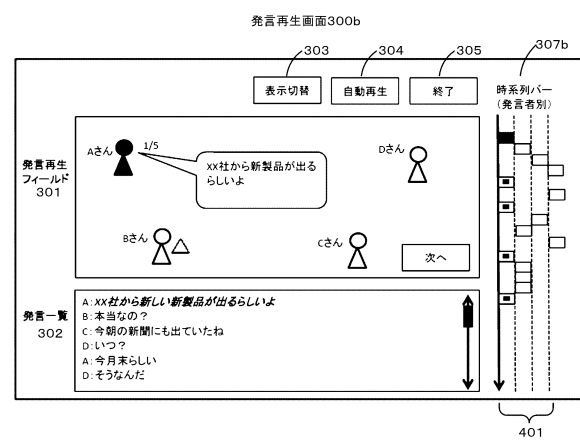 発言再生画面300b
303
304
305
307b
表示切替
自動再生
終了
時系列バー
(発言者別)
発言再生
フィールド
301
Aさん
1/5
XX社から新製品が出る
らしいよ
Dさん
Bさん
Cさん
次へ
発言一覧
302
A:XX社から新しい新製品が出るらしいよ
B:本当なの?
C:今朝の新聞にも出ていたね
D:いつ?
A:今月末らしい
D:そうなんだ
401